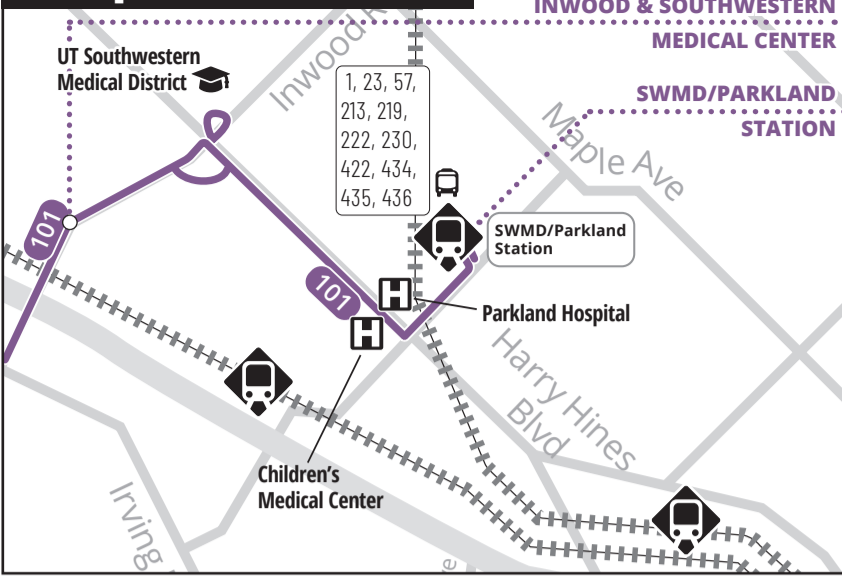 INWOOD & SOUTHWESTERN
MEDICAL CENTER
UT Southwestern
Medical District
Inwood
SWMD/PARKLAND
STATION
1, 23, 57,
213, 219,
222, 230,
422, 434,
435, 436
Maple Ave
101
SWMD/Parkland
Station
101
H
Parkland Hospital
H
Harry Hines
Blvd
Children's
Medical Center
Irving